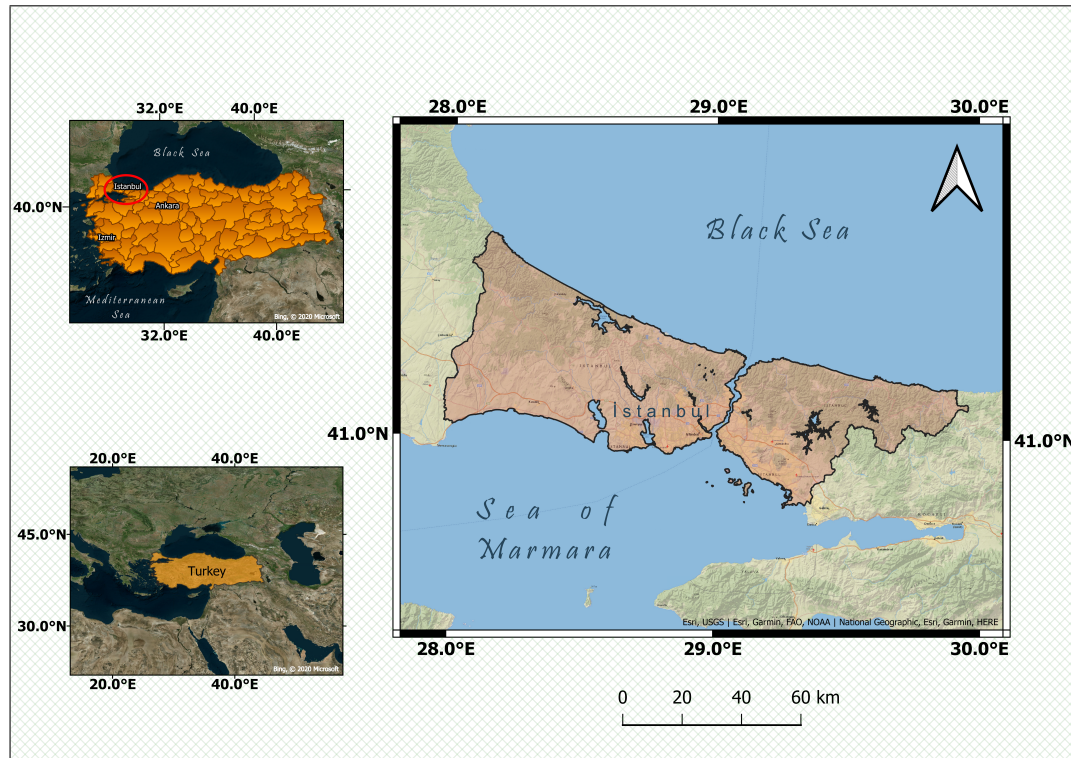 32.0°E 40.0°E
Black Sea
İstanbul
Ankara
40.0°N
İzmir
Mediterranean
Sea
Bing, © 2020 Microsoft
32.0°E 40.0°E
20.0°E 40.0°E
45.0°N
Turkey
30.0°N
Bing, © 2020 Microsoft
20.0°E 40.0°E
28.0°E 29.0°E 30.0°E
Black Sea
ISTANBUL
ISTANBUL
İstanbul
41.0°N 41.0°N
Sea of
Marmara
Esri, USGS | Esri, Garmin, FAO, NOAA | National Geographic, Esri, Garmin, HERE
28.0°E 29.0°E 30.0°E
0 20 40 60 km